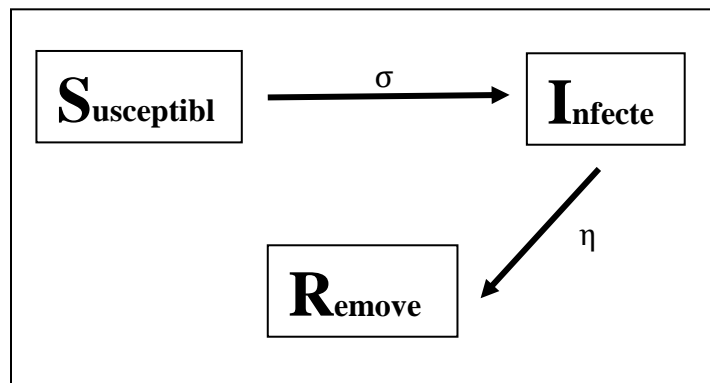 Susceptibl
σ
Infecte
η
Remove